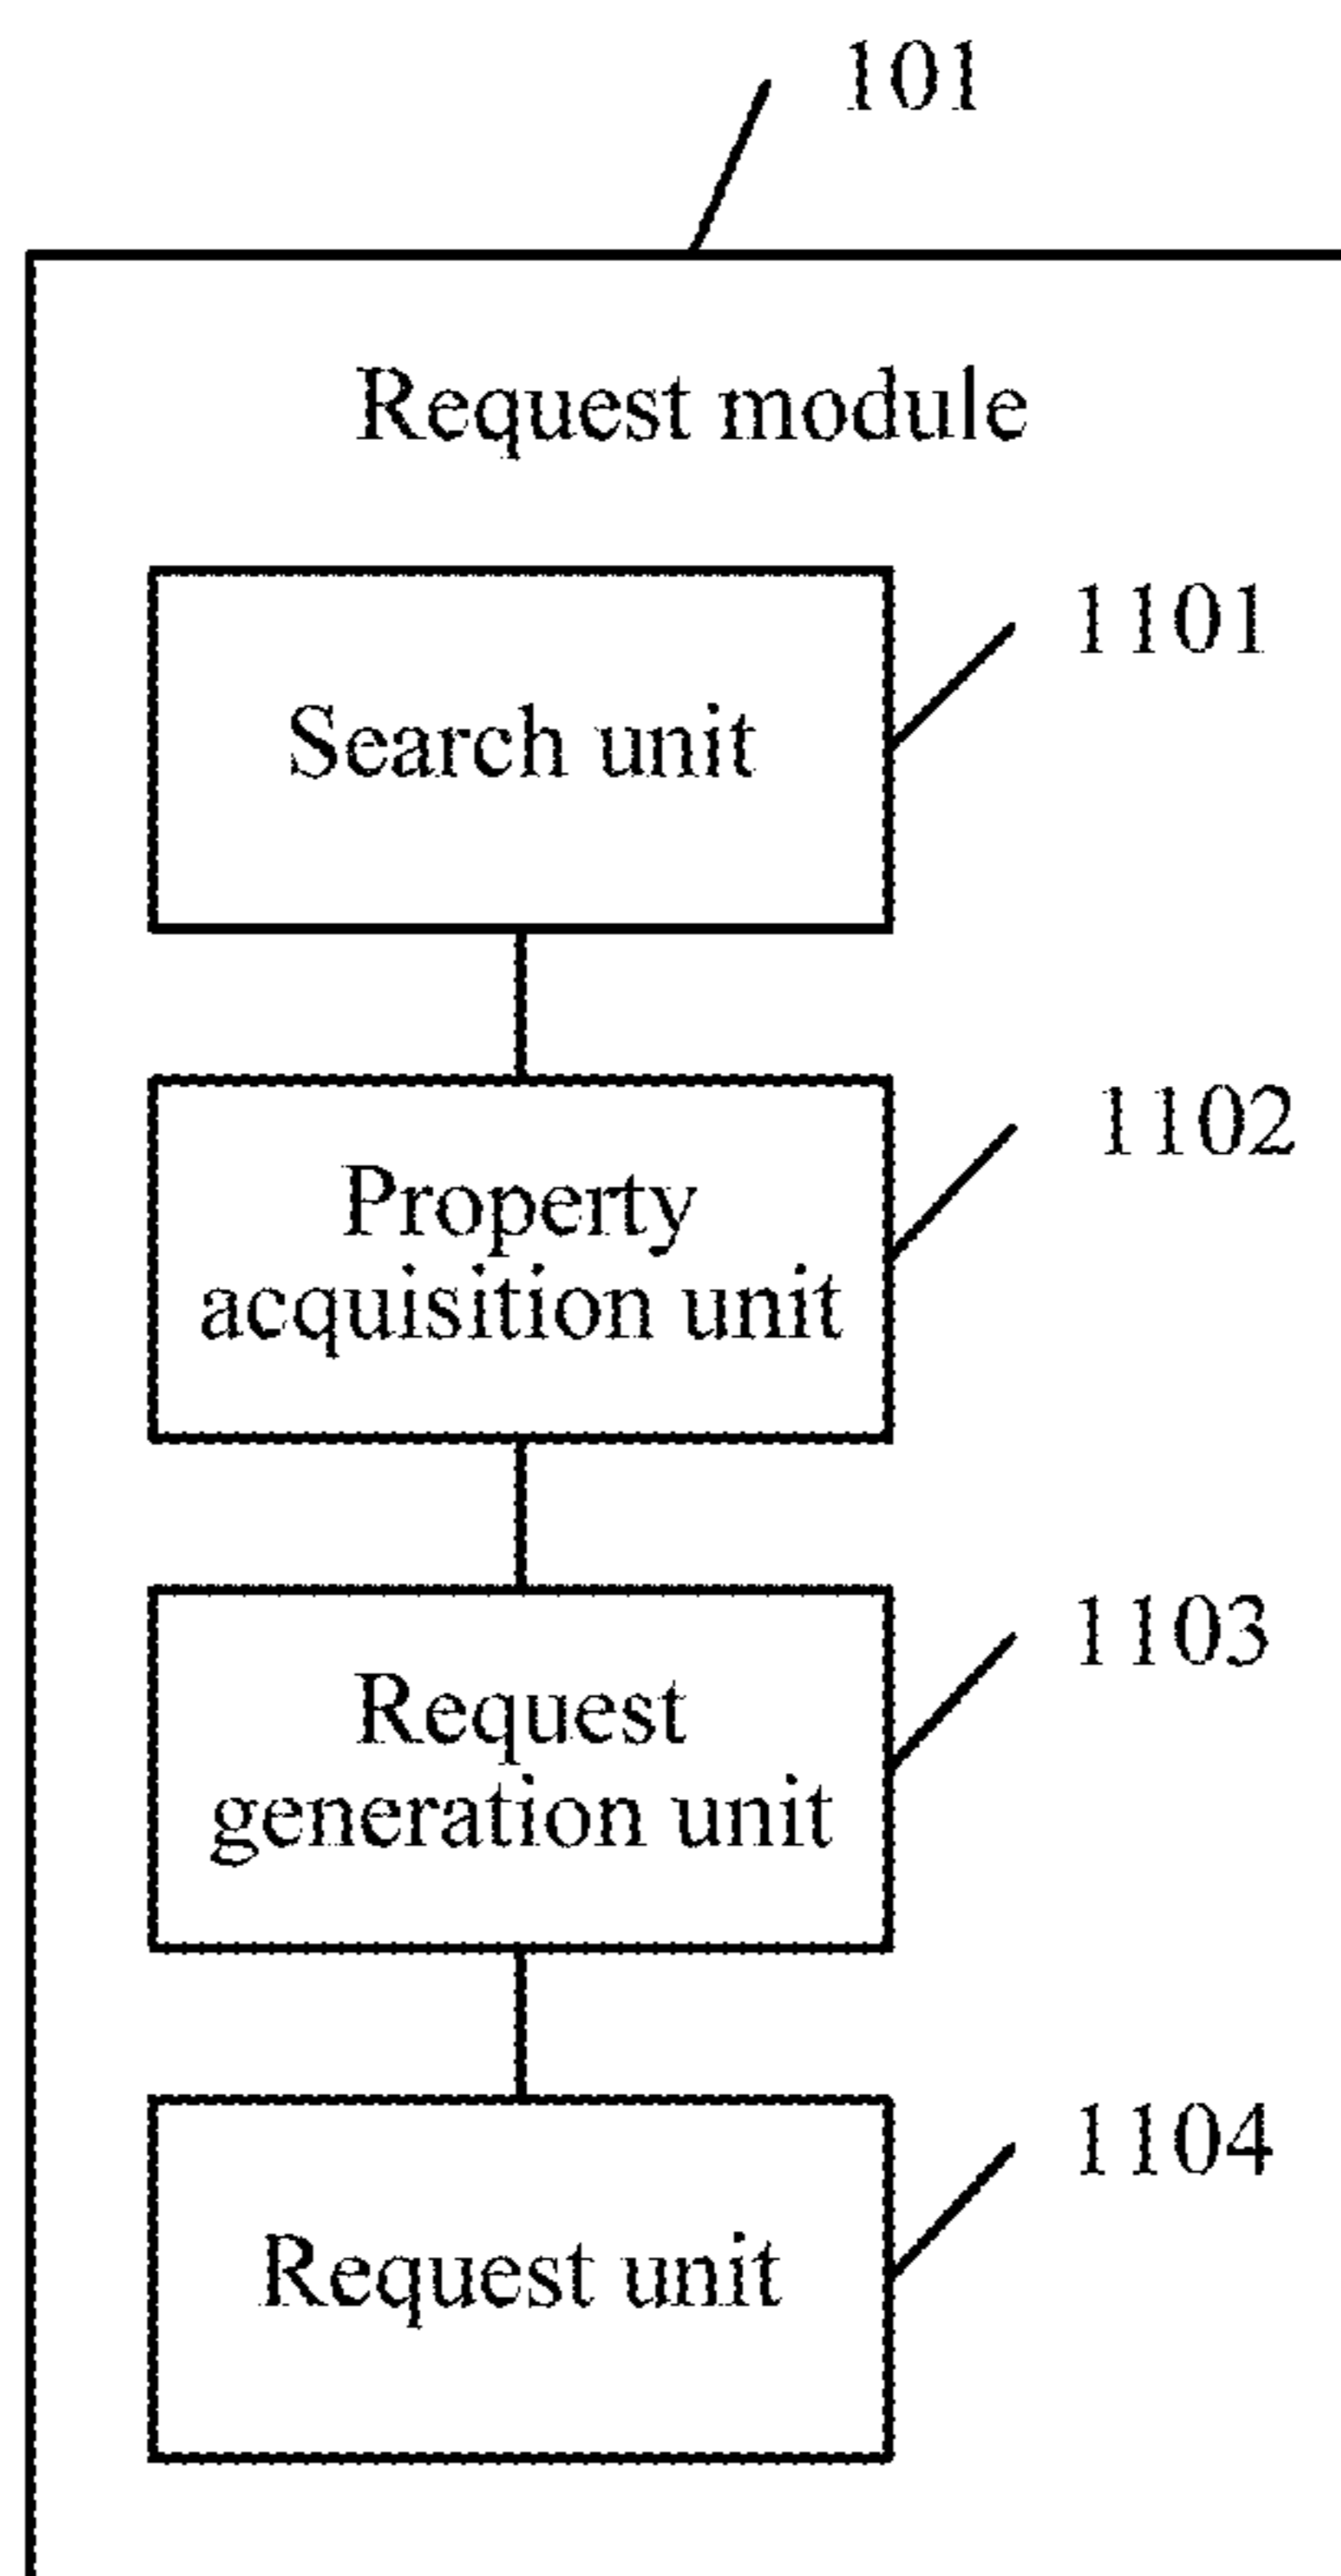 101
Request module
1101
Search unit
1102
Property
acquisition unit
1103
Request
generation unit
1104
Request unit